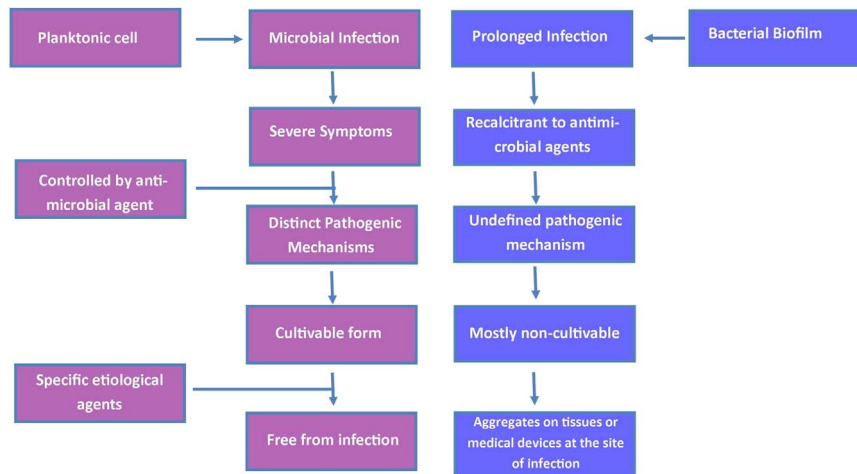 Planktonic cell
Microbial Infection
Prolonged Infection
Bacterial Biofilm
Severe Symptoms
Recalcitrant to antimi-
crobial agents
Controlled by anti-
microbial agent
Distinct Pathogenic
Mechanisms
Undefined pathogenic
mechanism
Cultivable form
Mostly non-cultivable
Specific etiological
agents
Free from infection
Aggregates on tissues or
medical devices at the site
of infection